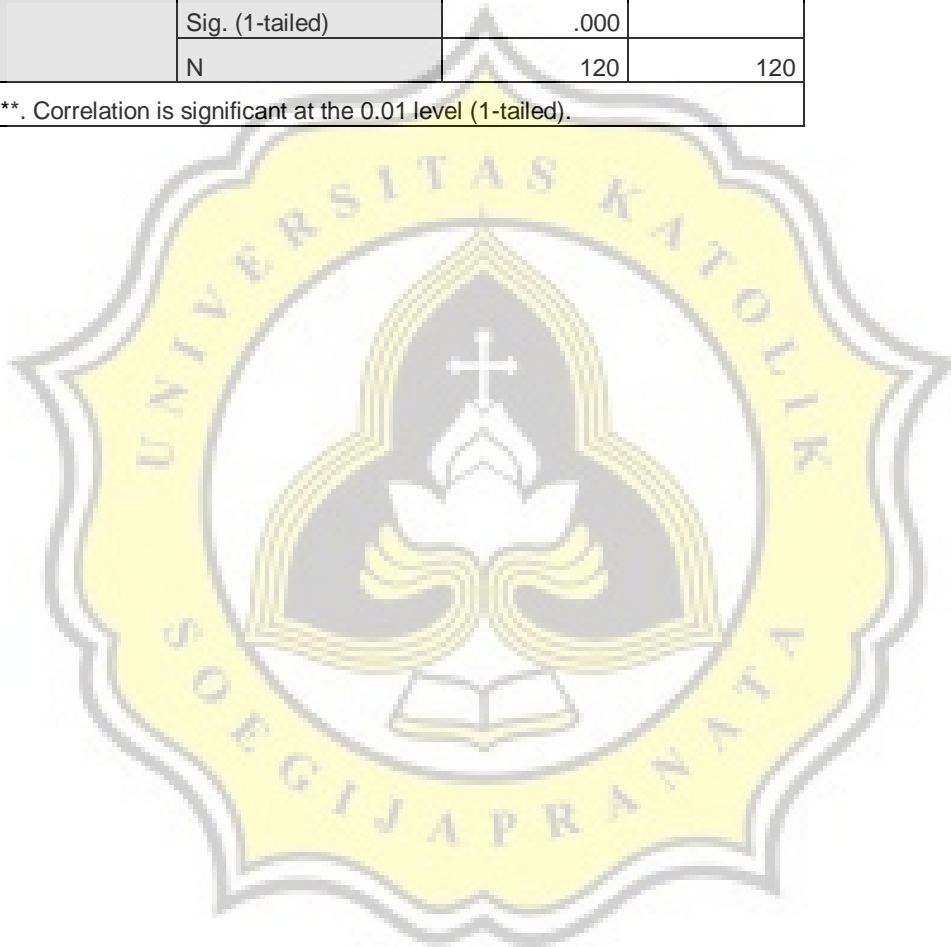 Sig. (1-tailed) .000
N 120 120
**. Correlation is significant at the 0.01 level (1-tailed).
UNIVERSITAS KATOLIK
SOEGIJAPRANATA